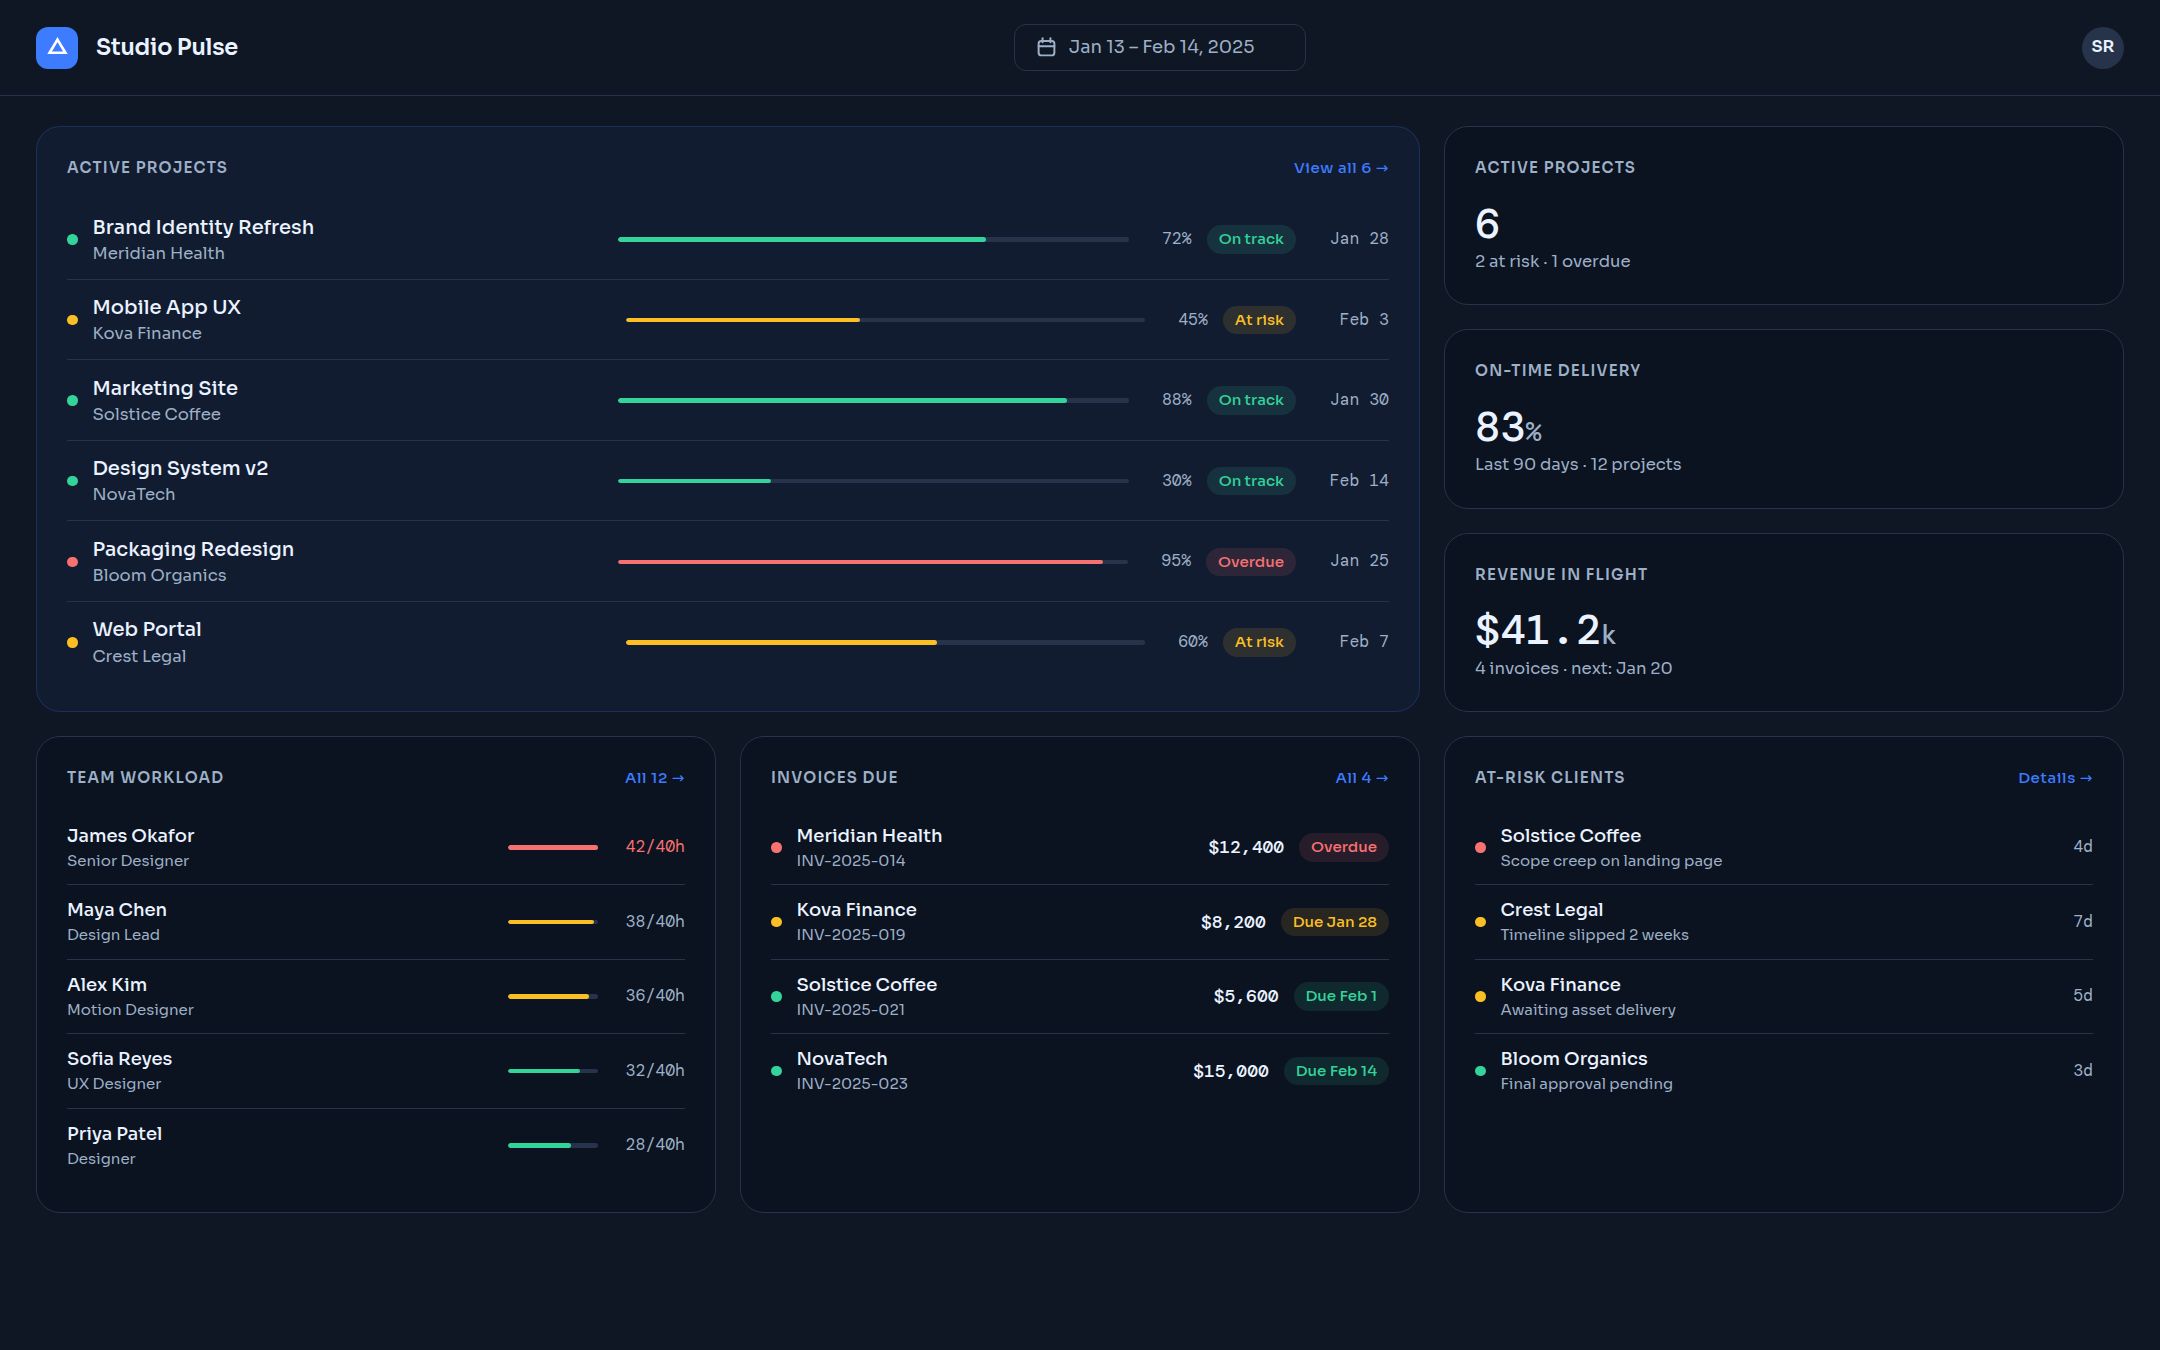 Studio Pulse
Jan 13 – Feb 14, 2025
SR
ACTIVE PROJECTS
View all 6 →
Brand Identity Refresh
Meridian Health
72%
On track
Jan 28
Mobile App UX
Kova Finance
45%
At risk
Feb 3
Marketing Site
Solstice Coffee
88%
On track
Jan 30
Design System v2
NovaTech
30%
On track
Feb 14
Packaging Redesign
Bloom Organics
95%
Overdue
Jan 25
Web Portal
Crest Legal
60%
At risk
Feb 7
ACTIVE PROJECTS
6
2 at risk · 1 overdue
ON-TIME DELIVERY
83%
Last 90 days · 12 projects
REVENUE IN FLIGHT
$41.2k
4 invoices · next: Jan 20
TEAM WORKLOAD
All 12 →
James Okafor
Senior Designer
42/40h
Maya Chen
Design Lead
38/40h
Alex Kim
Motion Designer
36/40h
Sofia Reyes
UX Designer
32/40h
Priya Patel
Designer
28/40h
INVOICES DUE
All 4 →
Meridian Health
INV-2025-014
$12,400
Overdue
Kova Finance
INV-2025-019
$8,200
Due Jan 28
Solstice Coffee
INV-2025-021
$5,600
Due Feb 1
NovaTech
INV-2025-023
$15,000
Due Feb 14
AT-RISK CLIENTS
Details →
Solstice Coffee
Scope creep on landing page
4d
Crest Legal
Timeline slipped 2 weeks
7d
Kova Finance
Awaiting asset delivery
5d
Bloom Organics
Final approval pending
3d